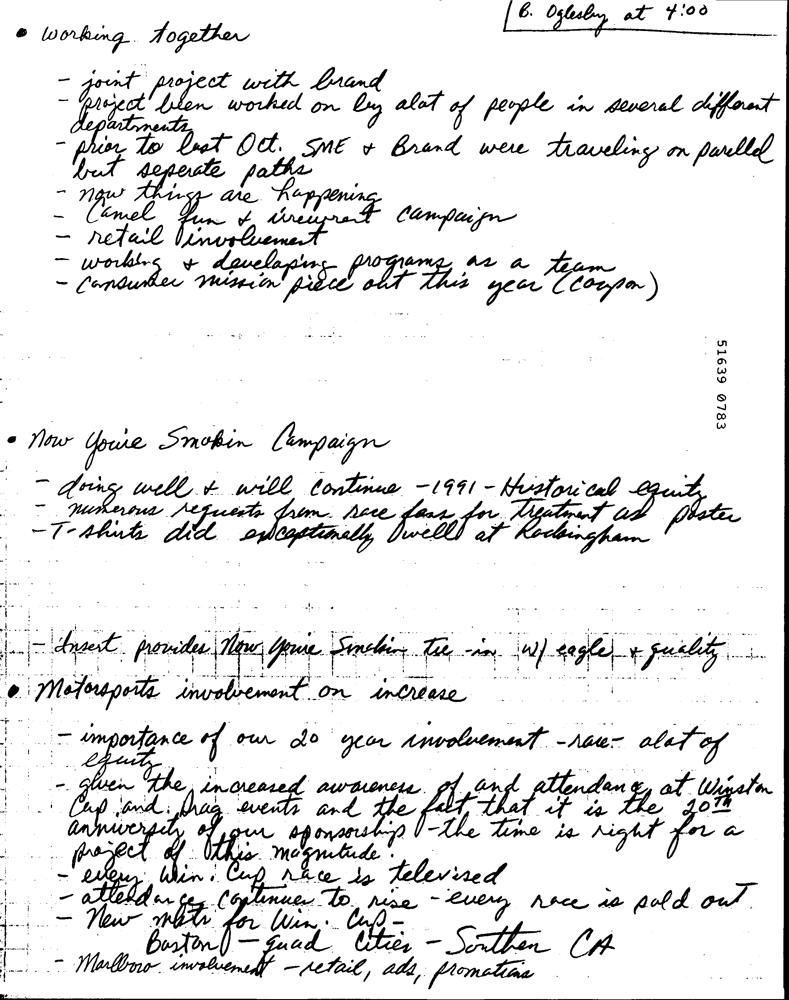 B. Oglesby at 4:00
• working together
- joint project with brand
- project been worked on by alot of people in several different
departments
- prior to last Oct. SME & Brand were traveling on parellel
but seperate paths
- now things are happening
- Camel fun & irreverent campaign
- retail involvement
- working & developing programs as a team
- Consumer mission piece out this year (coupon)
51639 0783
• Now You're Smokin Campaign
- doing well & will continue - 1991 - Historical equity
- numerous requests from race fans for treatment as poster
- T-shirts did exceptionally well at Rockingham
- Insert provides Now You're Smokin tie-in w/ eagle & quality
• Motorsports involvement on increase
- importance of our 20 year involvement - race - alot of
equity
- given the increased awareness of and attendance at Winston
Cup and Drag events and the fact that it is the 20th
anniversity of our sponsorship - the time is right for a
project of this magnitude.
- every Win. Cup race is televised
- attendance continues to rise - every race is sold out
- New mkts for Win. Cup -
Boston - quad Cities - Southern CA
- Marlboro involvement - retail, ads, promotions